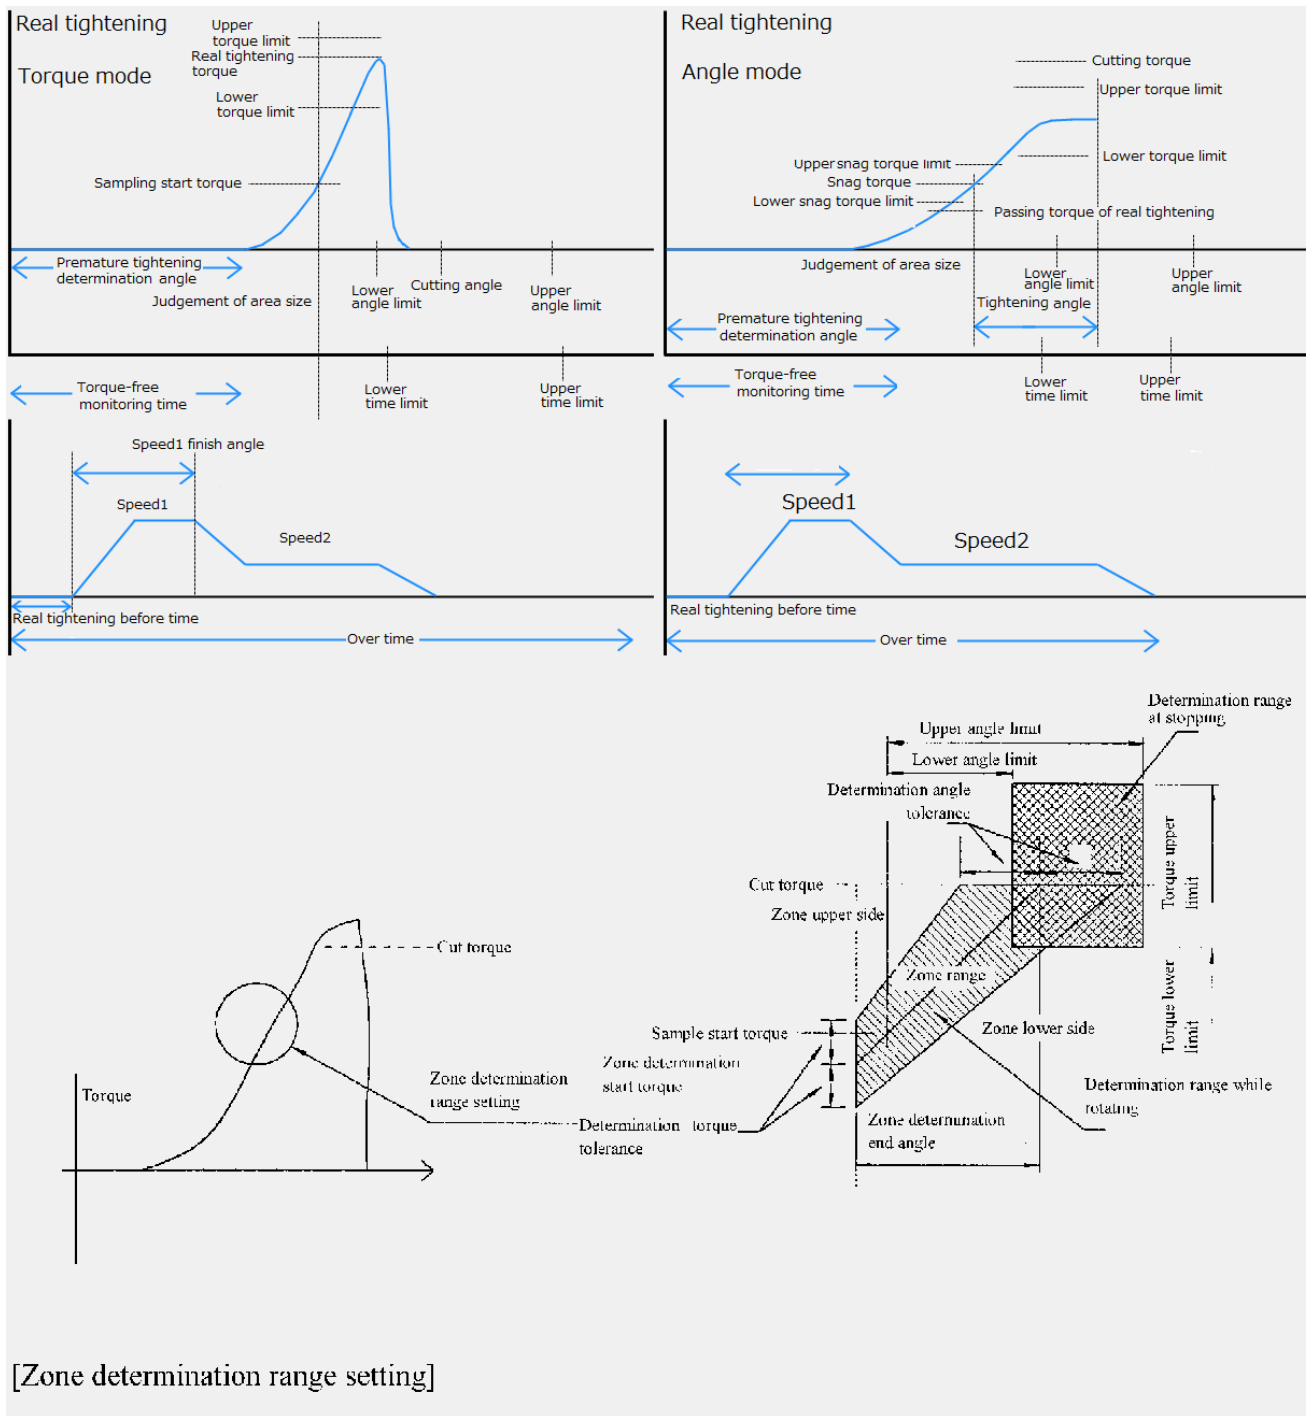 Real tightening
Torque mode
Upper
torque limit
Real tightening
torque
Lower
torque limit
Sampling start torque
Premature tightening
determination angle
Judgement of area size
Lower
angle limit
Cutting angle
Upper
angle limit
Torque-free
monitoring time
Lower
time limit
Upper
time limit
Speed1 finish angle
Speed1
Speed2
Real tightening before time
Over time
Real tightening
Angle mode
Cutting torque
Upper torque limit
Lower torque limit
Upper snag torque limit
Snag torque
Lower snag torque limit
Passing torque of real tightening
Judgement of area size
Lower
angle limit
Upper
angle limit
Tightening angle
Premature tightening
determination angle
Torque-free
monitoring time
Lower
time limit
Upper
time limit
Speed1
Speed2
Real tightening before time
Over time
Determination range
at stopping
Upper angle limit
Lower angle limit
Determination angle
tolerance
Cut torque
Zone upper side
Torque upper
limit
Zone range
Sample start torque
Zone determination
start torque
Zone lower side
Torque lower
limit
Determination range while
rotating
Zone determination
end angle
Determination torque
tolerance
Cut torque
Torque
Zone determination
range setting
[Zone determination range setting]